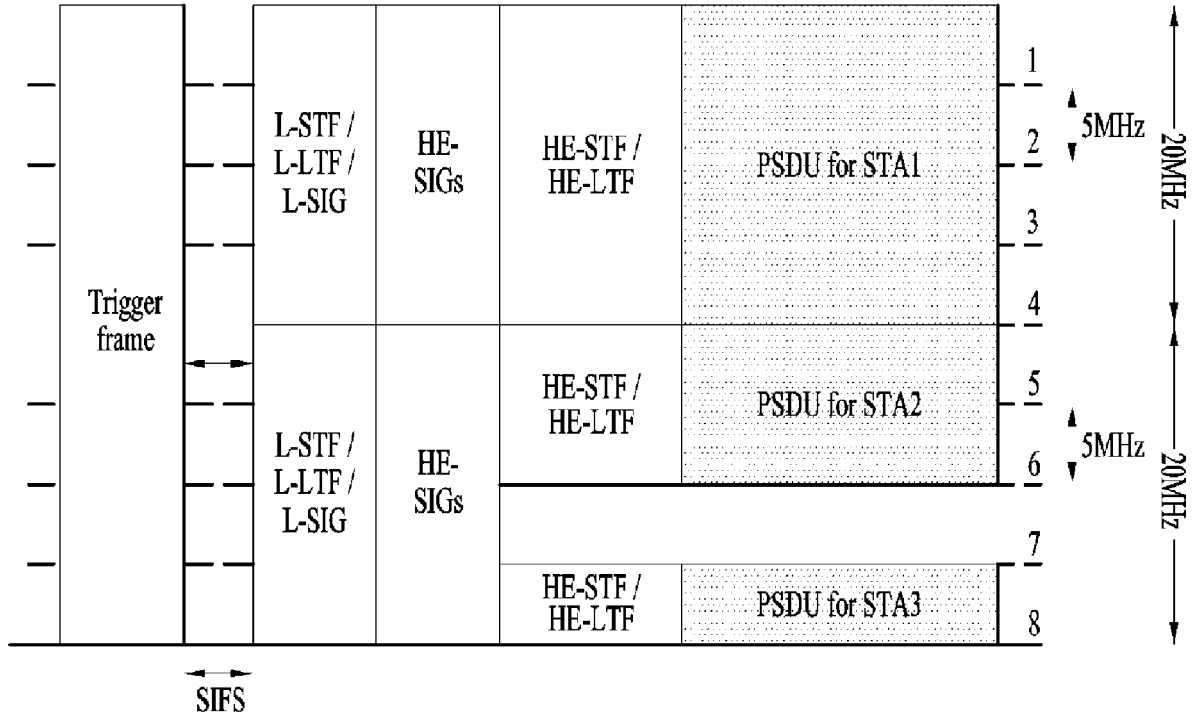 Trigger
frame
SIFS
L-STF /
L-LTF /
L-SIG
HE-
SIGs
HE-STF /
HE-LTF
PSDU for STA1
L-STF /
L-LTF /
L-SIG
HE-
SIGs
HE-STF /
HE-LTF
PSDU for STA2
HE-STF /
HE-LTF
PSDU for STA3
1
2
3
4
5
6
7
8
5MHz
5MHz
20MHz
20MHz